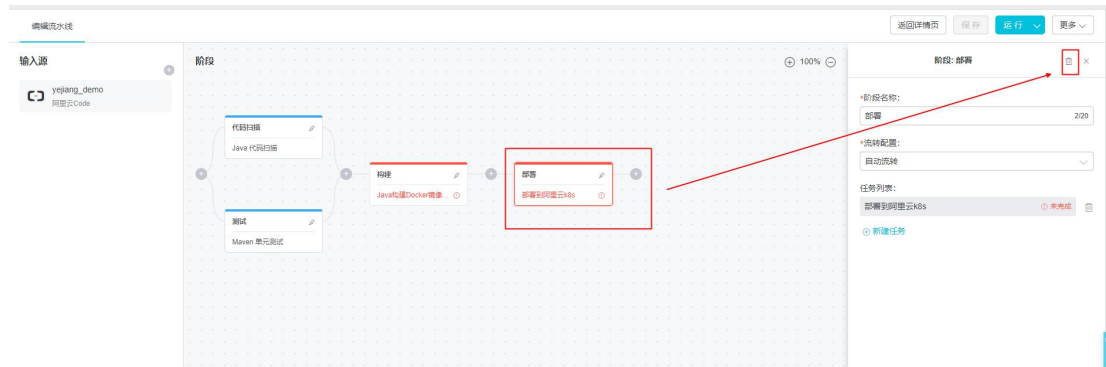 编辑流水线
返回详情页
保存
运行
更多
输入源
yejiang_demo
阿里云Code
阶段
100%
代码扫描
Java 代码扫描
测试
Maven 单元测试
构建
Java构建Docker镜像...
部署
部署到阿里云k8s
阶段: 部署
*阶段名称:
部署
2/20
*流转配置:
自动流转
任务列表:
部署到阿里云k8s
未完成
新建任务